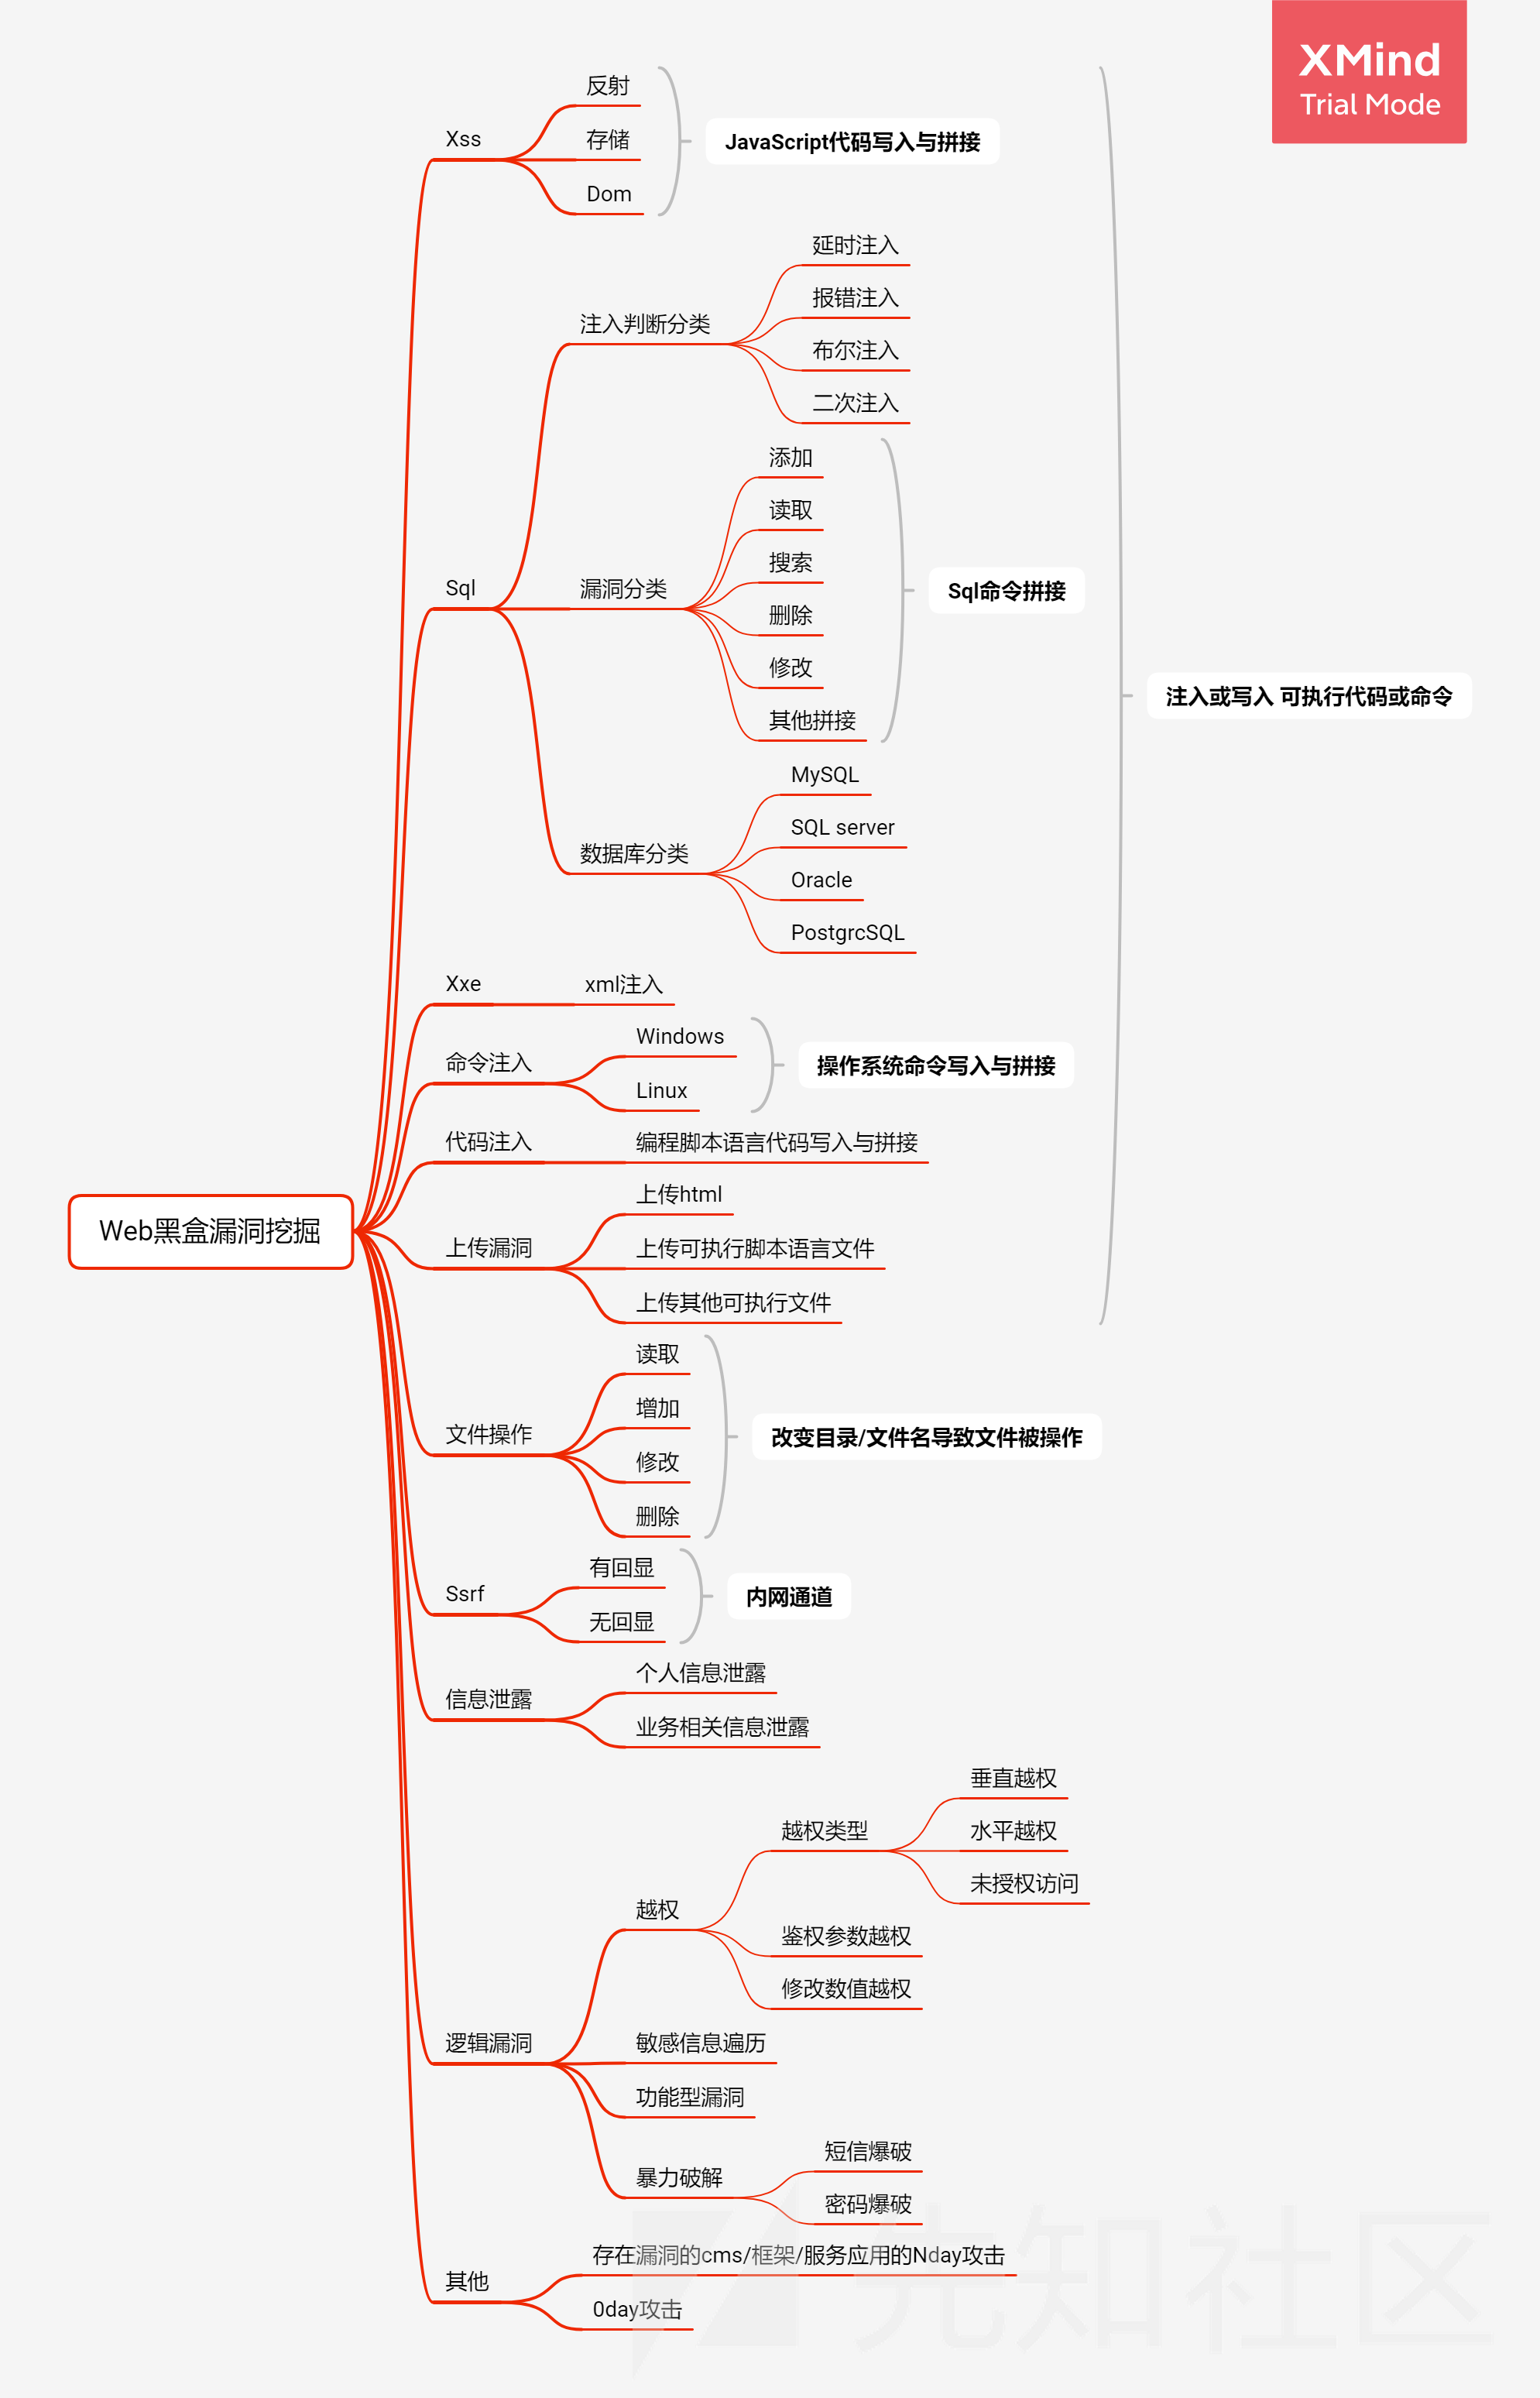 XMind
Trial Mode
Web黑盒漏洞挖掘
Xss
反射
存储
Dom
JavaScript代码写入与拼接
Sql
注入判断分类
延时注入
报错注入
布尔注入
二次注入
漏洞分类
添加
读取
搜索
删除
修改
其他拼接
Sql命令拼接
数据库分类
MySQL
SQL server
Oracle
PostgrcSQL
Xxe
xml注入
命令注入
Windows
Linux
操作系统命令写入与拼接
代码注入
编程脚本语言代码写入与拼接
上传漏洞
上传html
上传可执行脚本语言文件
上传其他可执行文件
注入或写入 可执行代码或命令
文件操作
读取
增加
修改
删除
改变目录/文件名导致文件被操作
Ssrf
有回显
无回显
内网通道
信息泄露
个人信息泄露
业务相关信息泄露
逻辑漏洞
越权
越权类型
垂直越权
水平越权
未授权访问
鉴权参数越权
修改数值越权
敏感信息遍历
功能型漏洞
暴力破解
短信爆破
密码爆破
其他
存在漏洞的cms/框架/服务应用的Nday攻击
0day攻击
先知社区